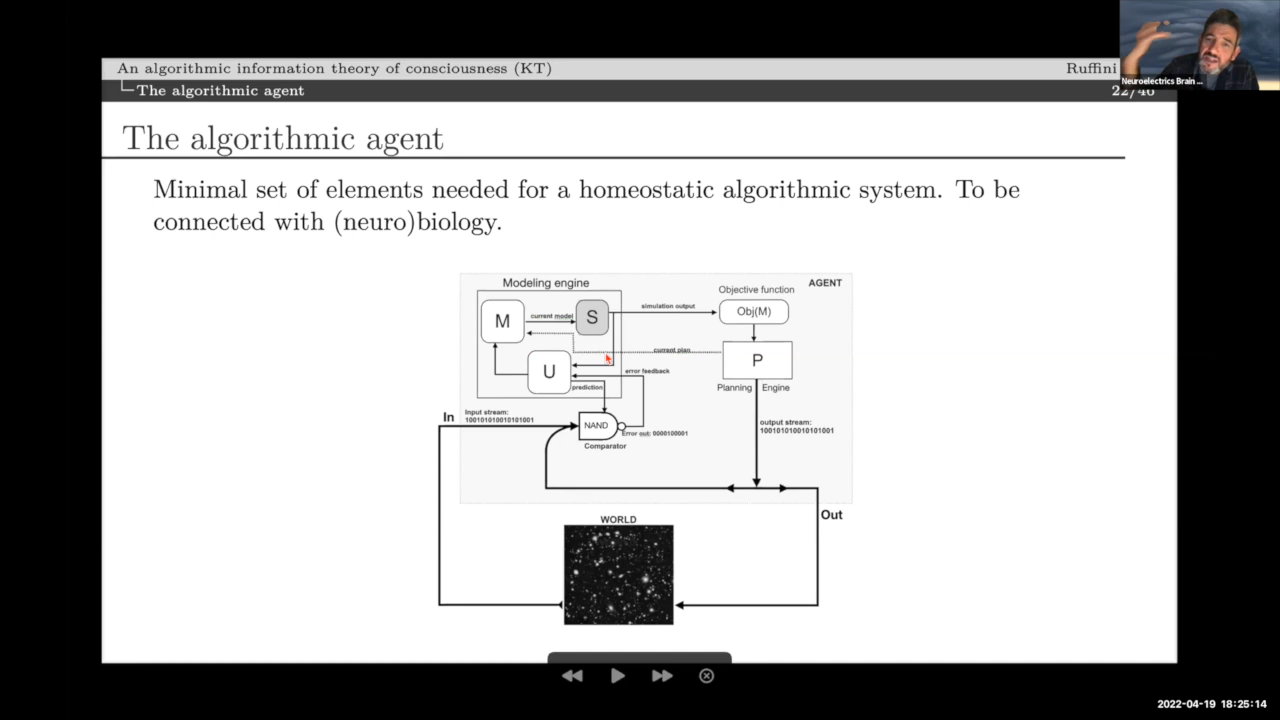 An algorithmic information theory of consciousness (KT)
Ruffini
The algorithmic agent
22/46
Neuroelectrics Brain ...
The algorithmic agent
Minimal set of elements needed for a homeostatic algorithmic system. To be
connected with (neuro)biology.
Modeling engine
Objective function
AGENT
M
current model
S
simulation output
Obj(M)
current plan
P
U
error feedback
prediction
Planning
Engine
In
Input stream:
100101010010101001
NAND
Error out: 0000100001
Comparator
output stream:
100101010010101001
Out
WORLD
2022-04-19 18:25:14